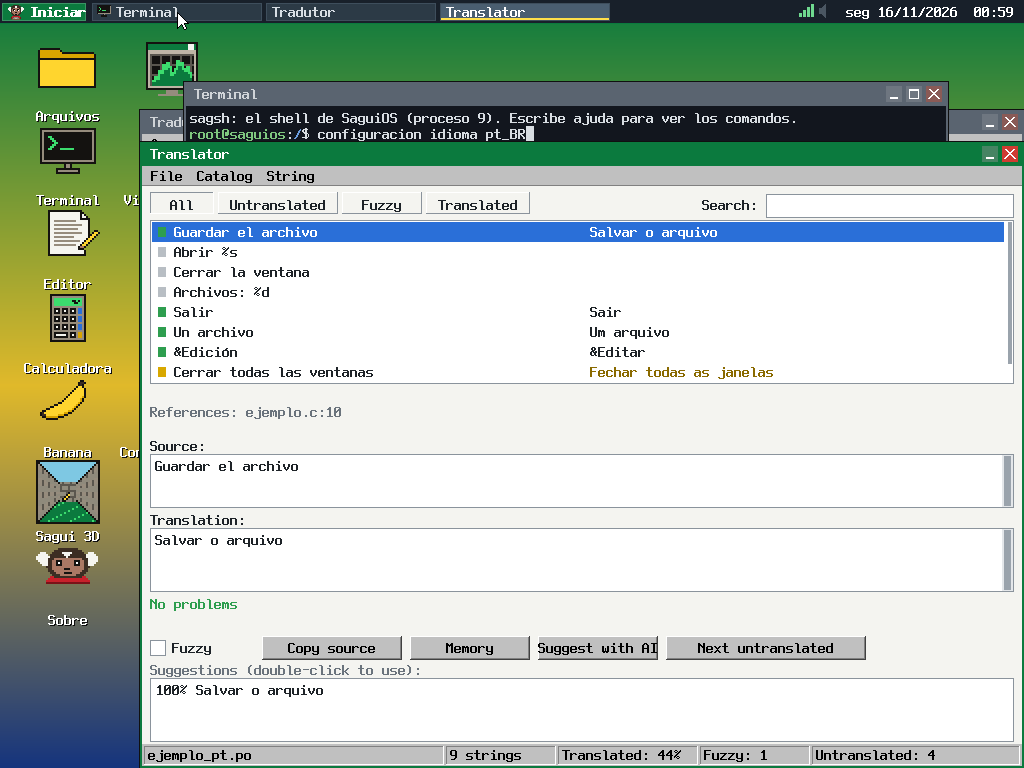 Iniciar Terminal Tradutor Translator seg 16/11/2026 00:59
Arquivos
Terminal
Editor
Calculadora
Banana
Sagui 3D
Sobre
Terminal
sagsh: el shell de SaguiOS (proceso 9). Escribe ayuda para ver los comandos.
root@saguios:/$ configuracion idioma pt_BR
Translator
File Catalog String
All Untranslated Fuzzy Translated Search:
Guardar el archivo Salvar o arquivo
Abrir %s
Cerrar la ventana
Archivos: %d
Salir Sair
Un archivo Um arquivo
&Edición &Editar
Cerrar todas las ventanas Fechar todas as janelas
References: ejemplo.c:10
Source:
Guardar el archivo
Translation:
Salvar o arquivo
No problems
Fuzzy Copy source Memory Suggest with AI Next untranslated
Suggestions (double-click to use):
100% Salvar o arquivo
ejemplo_pt.po 9 strings Translated: 44% Fuzzy: 1 Untranslated: 4